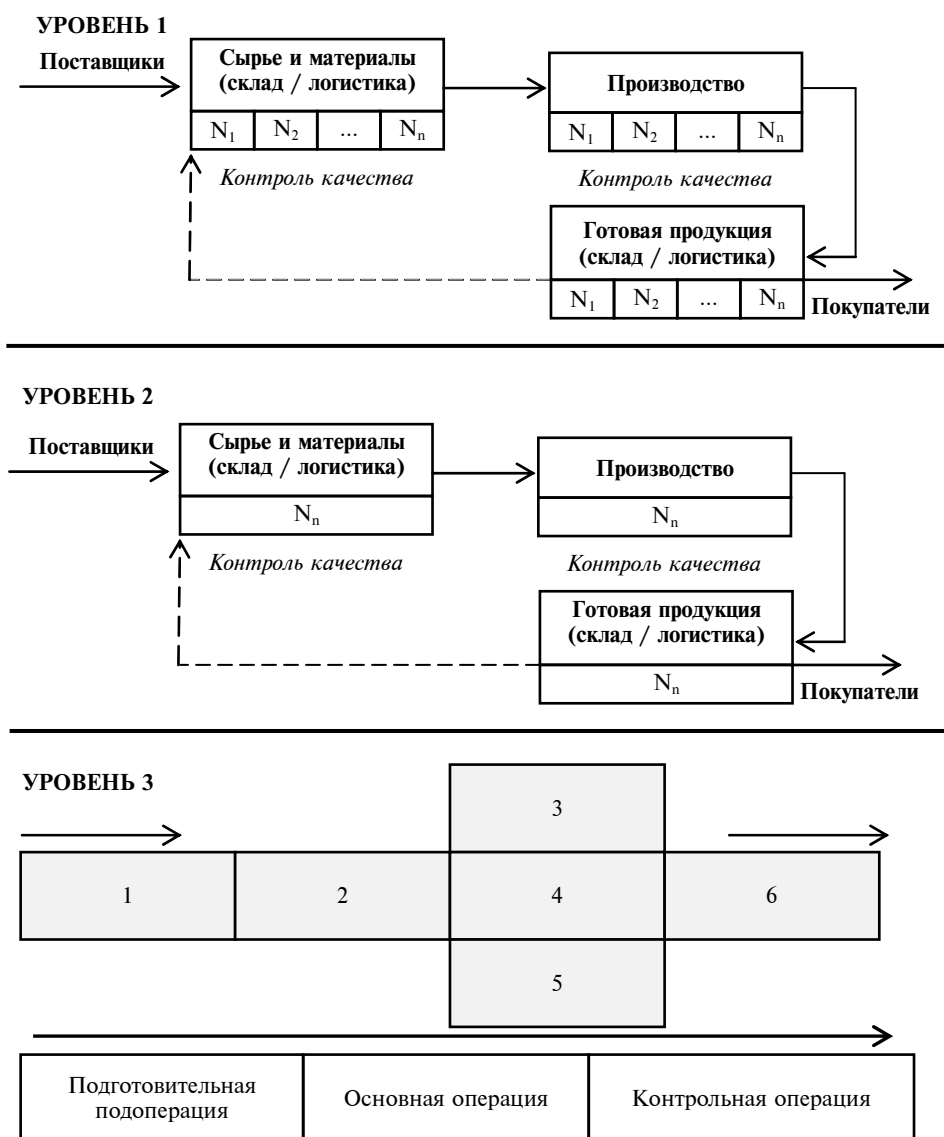 УРОВЕНЬ 1
Поставщики
Сырье и материалы
(склад / логистика)
N₁ N₂ ... Nₙ
Контроль качества
Производство
N₁ N₂ ... Nₙ
Контроль качества
Готовая продукция
(склад / логистика)
N₁ N₂ ... Nₙ
Покупатели
УРОВЕНЬ 2
Поставщики
Сырье и материалы
(склад / логистика)
Nₙ
Контроль качества
Производство
Nₙ
Контроль качества
Готовая продукция
(склад / логистика)
Nₙ
Покупатели
УРОВЕНЬ 3
3
1 2 4 6
5
Подготовительная
подоперация
Основная операция
Контрольная операция